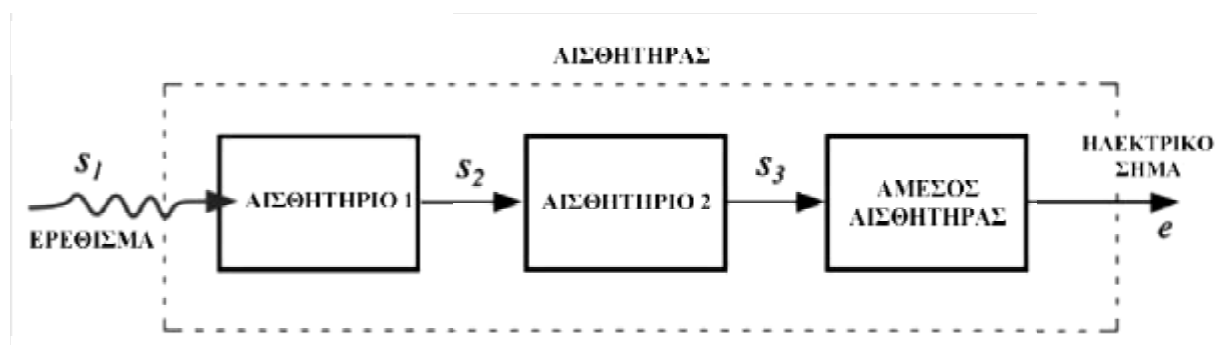 ΑΙΣΘΗΤΗΡΑΣ
s1
ΕΡΕΘΙΣΜΑ
ΑΙΣΘΗΤΗΡΙΟ 1
s2
ΑΙΣΘΗΤΗΡΙΟ 2
s3
ΑΜΕΣΟΣ
ΑΙΣΘΗΤΗΡΑΣ
ΗΛΕΚΤΡΙΚΟ
ΣΗΜΑ
e